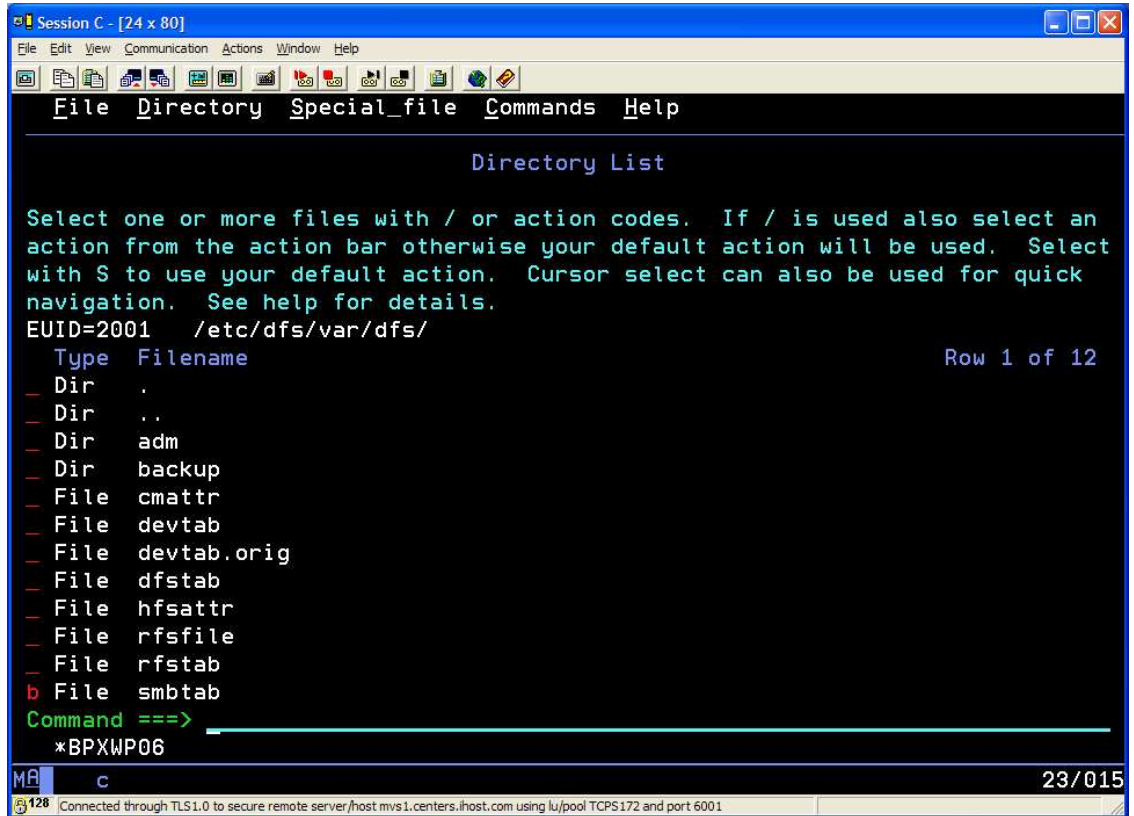 Session C - [24 x 80]
File Edit View Communication Actions Window Help
File Directory Special_file Commands Help
Directory List
Select one or more files with / or action codes. If / is used also select an
action from the action bar otherwise your default action will be used. Select
with S to use your default action. Cursor select can also be used for quick
navigation. See help for details.
EUID=2001 /etc/dfs/var/dfs/
Type Filename Row 1 of 12
_ Dir .
_ Dir ..
_ Dir adm
_ Dir backup
_ File cmattr
_ File devtab
_ File devtab.orig
_ File dfstab
_ File hfsattr
_ File rfsfile
_ File rfstab
b File smbtab
Command ===>
*BPXWP06
MA c 23/015
128 Connected through TLS1.0 to secure remote server/host mvs1.centers.ihost.com using lu/pool TCPS172 and port 6001